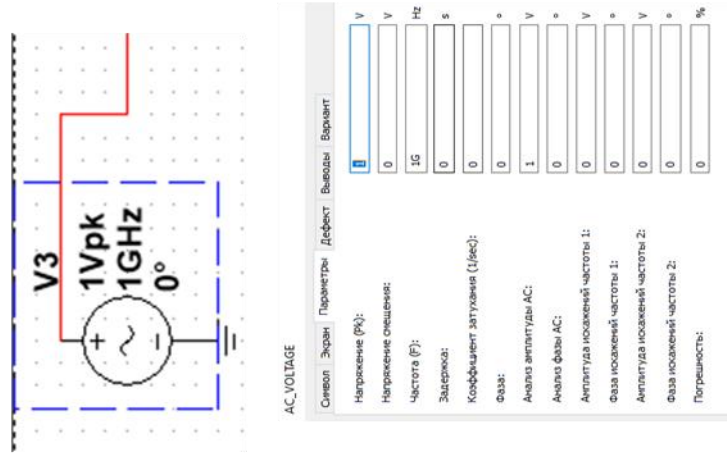 V3
1Vpk
1GHz
0°
AC_VOLTAGE
Символ Экран Параметры Дефект Выводы Вариант
Напряжение (Pk): 1 V
Напряжение смещения: 0 V
Частота (F): 1G Hz
Задержка: 0 s
Коэффициент затухания (1/sec): 0
Фаза: 0 °
Анализ амплитуды AC: 1 V
Анализ фазы AC: 0 °
Амплитуда искажений частоты 1: 0 V
Фаза искажений частоты 1: 0 °
Амплитуда искажений частоты 2: 0 V
Фаза искажений частоты 2: 0 °
Погрешность: 0 %